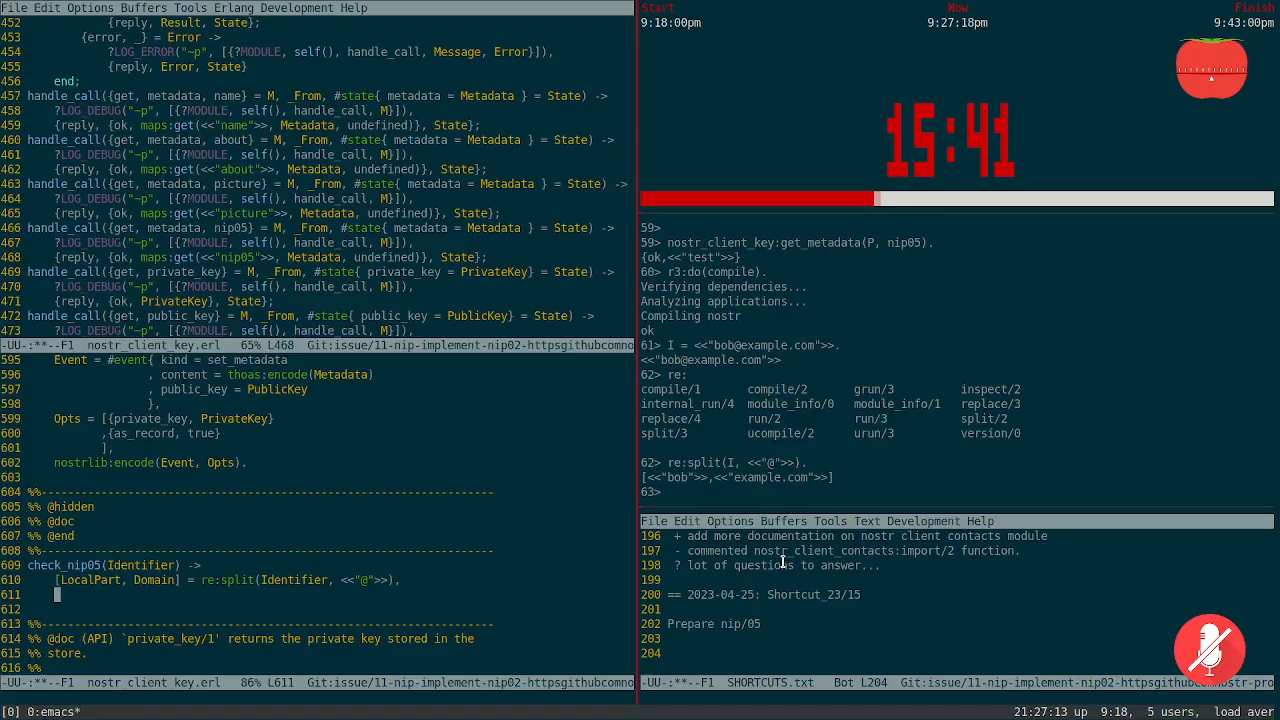 File Edit Options Buffers Tools Erlang Development Help
452             {reply, Result, State};
453         {error, _} = Error ->
454             ?LOG_ERROR("~p", [{?MODULE, self(), handle_call, Message, Error}]),
455             {reply, Error, State}
456     end;
457 handle_call({get, metadata, name} = M, _From, #state{ metadata = Metadata } = State) ->
458     ?LOG_DEBUG("~p", [{?MODULE, self(), handle_call, M}]),
459     {reply, {ok, maps:get(<<"name">>, Metadata, undefined)}, State};
460 handle_call({get, metadata, about} = M, _From, #state{ metadata = Metadata } = State) ->
461     ?LOG_DEBUG("~p", [{?MODULE, self(), handle_call, M}]),
462     {reply, {ok, maps:get(<<"about">>, Metadata, undefined)}, State};
463 handle_call({get, metadata, picture} = M, _From, #state{ metadata = Metadata } = State) ->
464     ?LOG_DEBUG("~p", [{?MODULE, self(), handle_call, M}]),
465     {reply, {ok, maps:get(<<"picture">>, Metadata, undefined)}, State};
466 handle_call({get, metadata, nip05} = M, _From, #state{ metadata = Metadata } = State) ->
467     ?LOG_DEBUG("~p", [{?MODULE, self(), handle_call, M}]),
468     {reply, {ok, maps:get(<<"nip05">>, Metadata, undefined)}, State};
469 handle_call({get, private_key} = M, _From, #state{ private_key = PrivateKey } = State) ->
470     ?LOG_DEBUG("~p", [{?MODULE, self(), handle_call, M}]),
471     {reply, {ok, PrivateKey}, State};
472 handle_call({get, public_key} = M, _From, #state{ public_key = PublicKey } = State) ->
473     ?LOG_DEBUG("~p", [{?MODULE, self(), handle_call, M}]),
-UU-:**--F1  nostr_client_key.erl   65% L468   Git:issue/11-nip-implement-nip02-httpsgithubcomno
595     Event = #event{ kind = set_metadata
596                   , content = thoas:encode(Metadata)
597                   , public_key = PublicKey
598                   },
599     Opts = [{private_key, PrivateKey}
600            ,{as_record, true}
601            ],
602     nostrlib:encode(Event, Opts).
603
604 %%--------------------------------------------------------------------
605 %% @hidden
606 %% @doc
607 %% @end
608 %%--------------------------------------------------------------------
609 check_nip05(Identifier) ->
610     [LocalPart, Domain] = re:split(Identifier, <<"@">>),
611
612
613 %%--------------------------------------------------------------------
614 %% @doc (API) `private_key/1' returns the private key stored in the
615 %% store.
616 %%
-UU-:**--F1  nostr_client_key.erl   86% L611   Git:issue/11-nip-implement-nip02-httpsgithubcomno
Start Now Finish
9:18:00pm 9:27:18pm 9:43:00pm
15:41
59>
59> nostr_client_key:get_metadata(P, nip05).
{ok,<<"test">>}
60> r3:do(compile).
Verifying dependencies...
Analyzing applications...
Compiling nostr
ok
61> I = <<"bob@example.com">>.
<<"bob@example.com">>
62> re:
compile/1       compile/2       grun/3          inspect/2
internal_run/4  module_info/0   module_info/1   replace/3
replace/4       run/2           run/3           split/2
split/3         ucompile/2      urun/3          version/0
62> re:split(I, <<"@">>).
[<<"bob">>,<<"example.com">>]
63>
File Edit Options Buffers Tools Text Development Help
196  + add more documentation on nostr client contacts module
197  - commented nostr_client_contacts:import/2 function.
198  ? lot of questions to answer...
199
200 == 2023-04-25: Shortcut_23/15
201
202 Prepare nip/05
203
204
-UU-:**--F1  SHORTCUTS.txt   Bot L204   Git:issue/11-nip-implement-nip02-httpsgithubcomnostr-pro
[0] 0:emacs* 21:27:13 up  9:18,  5 users,  load aver